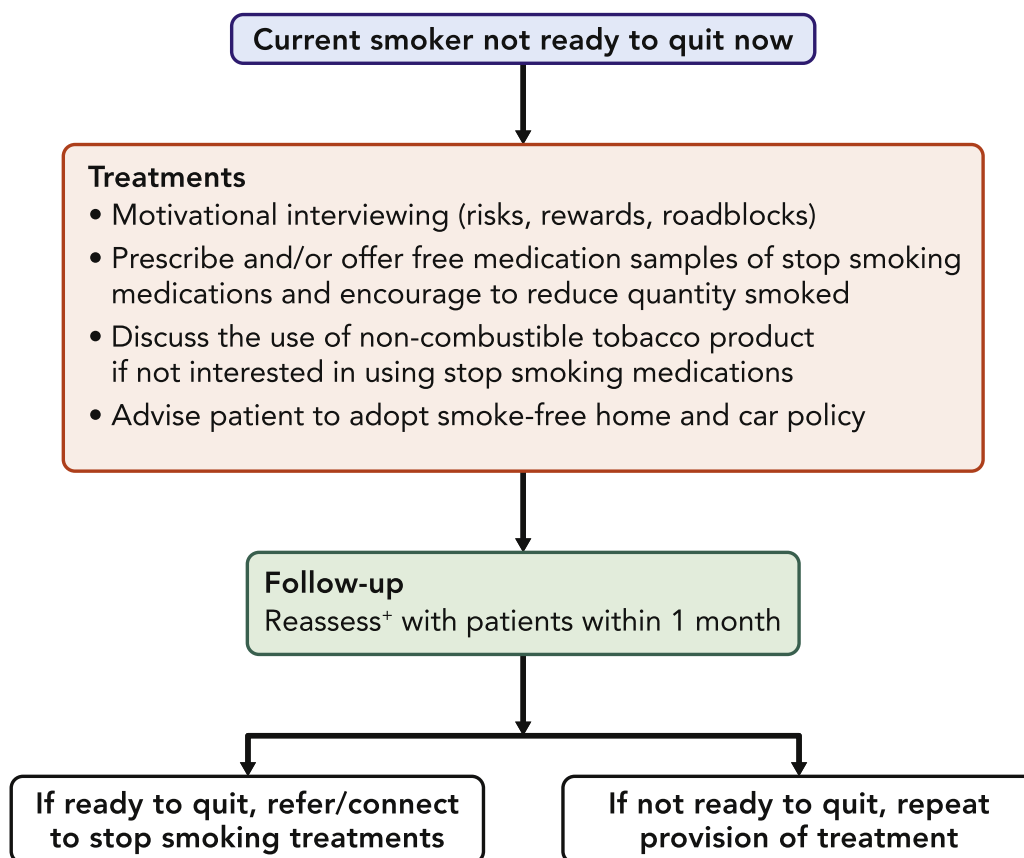 Current smoker not ready to quit now
Treatments
• Motivational interviewing (risks, rewards, roadblocks)
• Prescribe and/or offer free medication samples of stop smoking
medications and encourage to reduce quantity smoked
• Discuss the use of non-combustible tobacco product
if not interested in using stop smoking medications
• Advise patient to adopt smoke-free home and car policy
Follow-up
Reassess⁺ with patients within 1 month
If ready to quit, refer/connect
to stop smoking treatments
If not ready to quit, repeat
provision of treatment